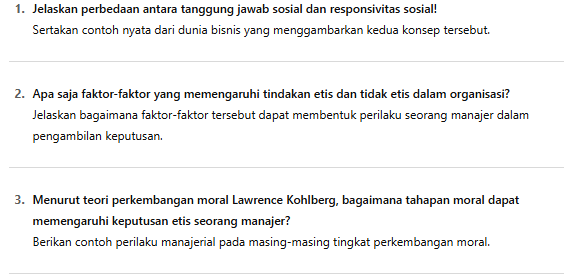 1. Jelaskan perbedaan antara tanggung jawab sosial dan responsivitas sosial!
Sertakan contoh nyata dari dunia bisnis yang menggambarkan kedua konsep tersebut.
2. Apa saja faktor-faktor yang memengaruhi tindakan etis dan tidak etis dalam organisasi?
Jelaskan bagaimana faktor-faktor tersebut dapat membentuk perilaku seorang manajer dalam
pengambilan keputusan.
3. Menurut teori perkembangan moral Lawrence Kohlberg, bagaimana tahapan moral dapat
memengaruhi keputusan etis seorang manajer?
Berikan contoh perilaku manajerial pada masing-masing tingkat perkembangan moral.